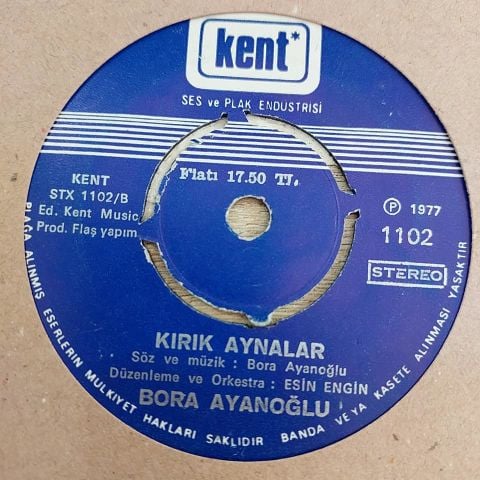 kent*
SES ve PLAK ENDUSTRİSİ
KENT
STX 1102/B
Ed. Kent Music
Prod. Flaş yapım
Fiatı 17.50 TL.
Ⓟ 1977
1102
STEREO
KIRIK AYNALAR
Söz ve müzik : Bora Ayanoğlu
Düzenleme ve Orkestra : ESİN ENGİN
BORA AYANOĞLU
PLAĞA ALINMIŞ ESERLERİN MÜLKİYET HAKLARI SAKLIDIR BANDA VEYA KASETE ALINMASI YASAKTIR